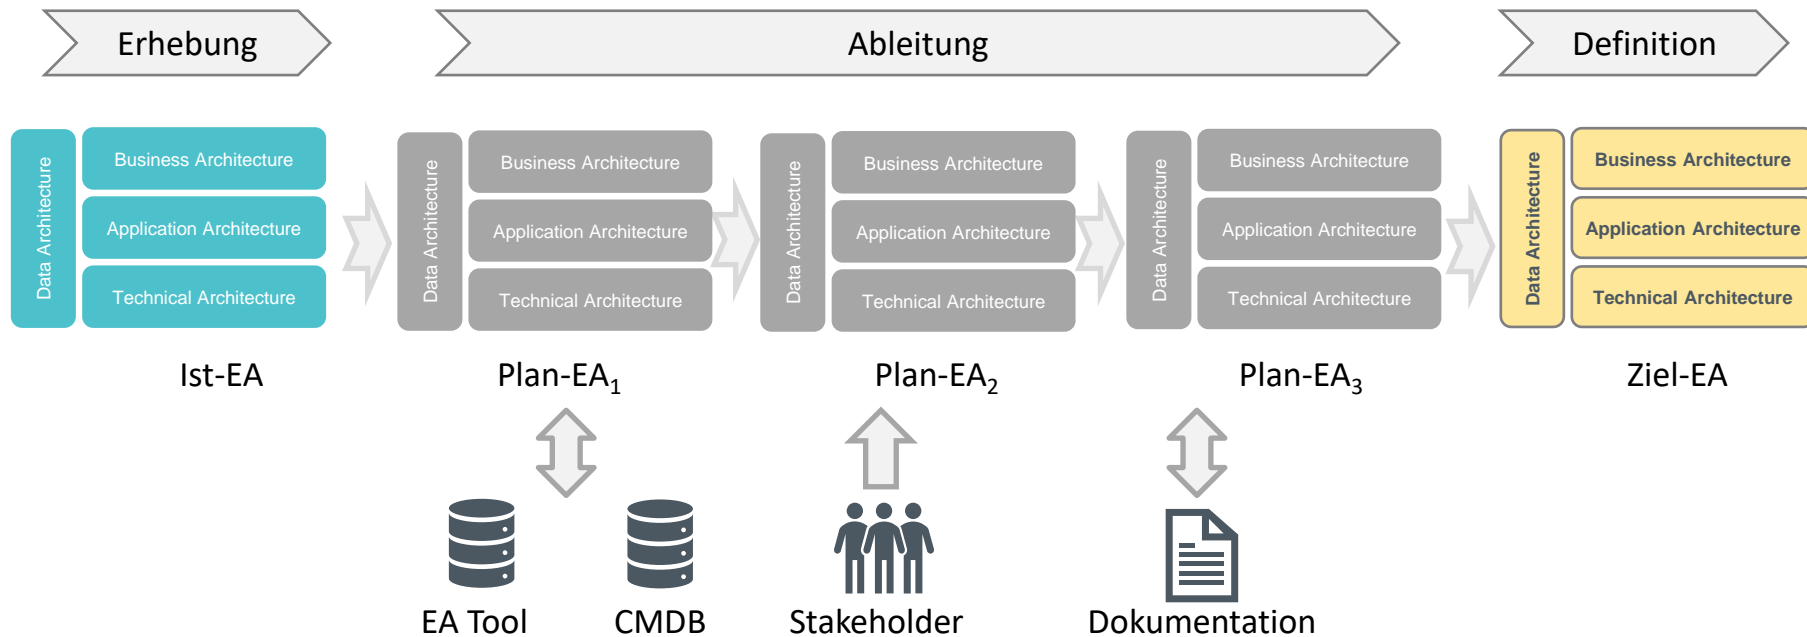 Erhebung
Ableitung
Definition
Data Architecture
Business Architecture
Application Architecture
Technical Architecture
Data Architecture
Business Architecture
Application Architecture
Technical Architecture
Data Architecture
Business Architecture
Application Architecture
Technical Architecture
Data Architecture
Business Architecture
Application Architecture
Technical Architecture
Data Architecture
Business Architecture
Application Architecture
Technical Architecture
Ist-EA
Plan-EA₁
Plan-EA₂
Plan-EA₃
Ziel-EA
EA Tool
CMDB
Stakeholder
Dokumentation